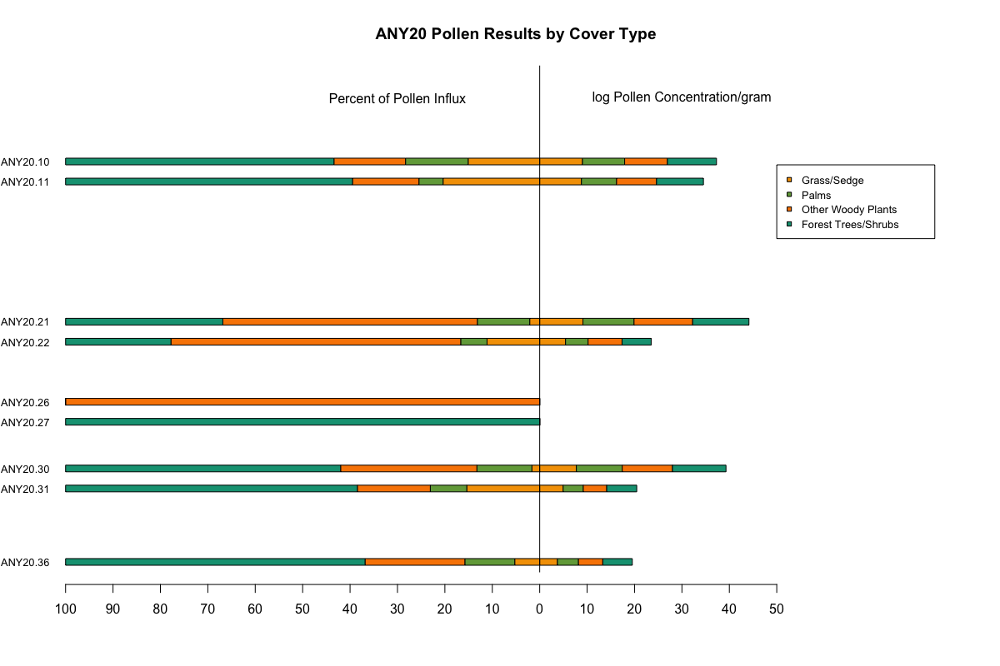 ANY20 Pollen Results by Cover Type
Percent of Pollen Influx
log Pollen Concentration/gram
ANY20.10
ANY20.11
Grass/Sedge
Palms
Other Woody Plants
Forest Trees/Shrubs
ANY20.21
ANY20.22
ANY20.26
ANY20.27
ANY20.30
ANY20.31
ANY20.36
100 90 80 70 60 50 40 30 20 10 0 10 20 30 40 50